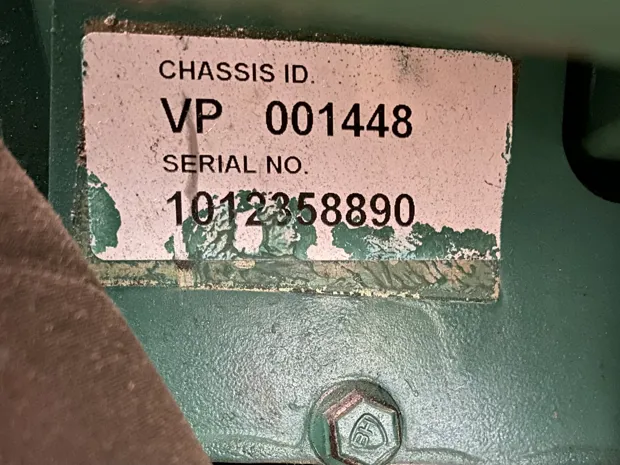 CHASSIS ID.
VP 001448
SERIAL NO.
1012358890